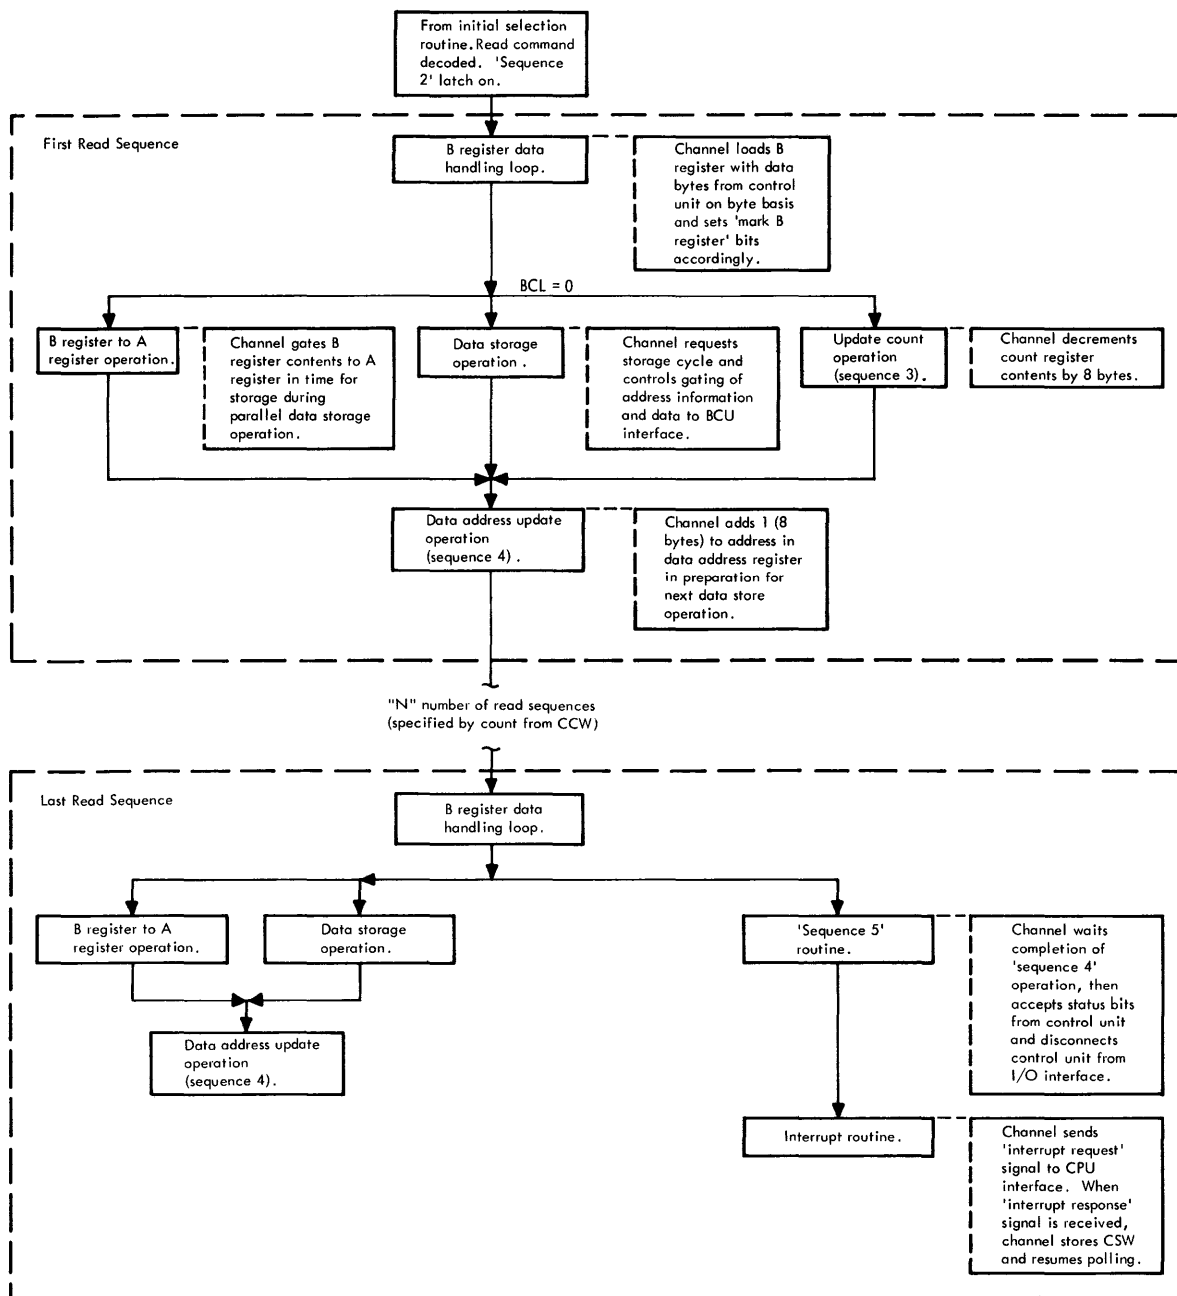 From initial selection
routine. Read command
decoded. 'Sequence
2' latch on.
First Read Sequence
B register data
handling loop.
Channel loads B
register with data
bytes from control
unit on byte basis
and sets 'mark B
register' bits
accordingly.
BCL = 0
B register to A
register operation.
Channel gates B
register contents to A
register in time for
storage during
parallel data storage
operation.
Data storage
operation.
Channel requests
storage cycle and
controls gating of
address information
and data to BCU
interface.
Update count
operation
(sequence 3).
Channel decrements
count register
contents by 8 bytes.
Data address update
operation
(sequence 4).
Channel adds 1 (8
bytes) to address in
data address register
in preparation for
next data store
operation.
"N" number of read sequences
(specified by count from CCW)
Last Read Sequence
B register data
handling loop.
B register to A
register operation.
Data storage
operation.
'Sequence 5'
routine.
Channel waits
completion of
'sequence 4'
operation, then
accepts status bits
from control unit
and disconnects
control unit from
I/O interface.
Data address update
operation
(sequence 4).
Interrupt routine.
Channel sends
'interrupt request'
signal to CPU
interface. When
'interrupt response'
signal is received,
channel stores CSW
and resumes polling.